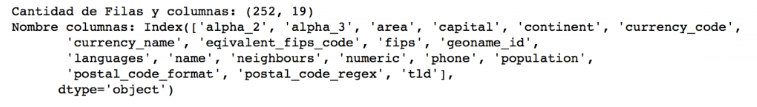 Cantidad de Filas y columnas: (252, 19)
Nombre columnas: Index(['alpha_2', 'alpha_3', 'area', 'capital', 'continent', 'currency_code',
'currency_name', 'eqivalent_fips_code', 'fips', 'geoname_id',
'languages', 'name', 'neighbours', 'numeric', 'phone', 'population',
'postal_code_format', 'postal_code_regex', 'tld'],
dtype='object')